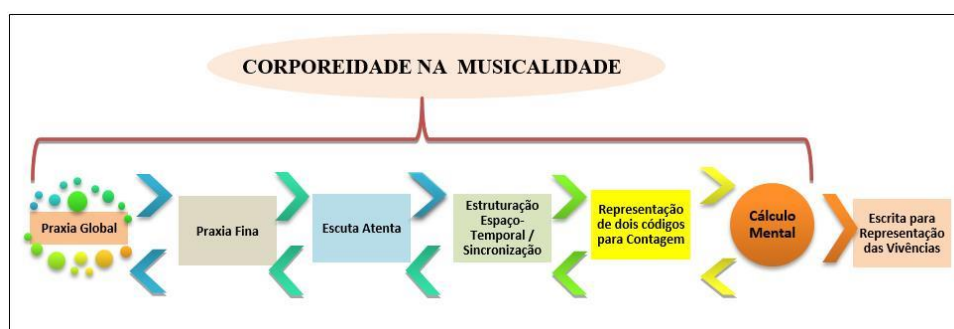 CORPOREIDADE NA MUSICALIDADE
Praxia Global
Praxia Fina
Escuta Atenta
Estruturação
Espaço-
Temporal /
Sincronização
Representação
de dois códigos
para Contagem
Cálculo
Mental
Escrita para
Representação
das Vivências